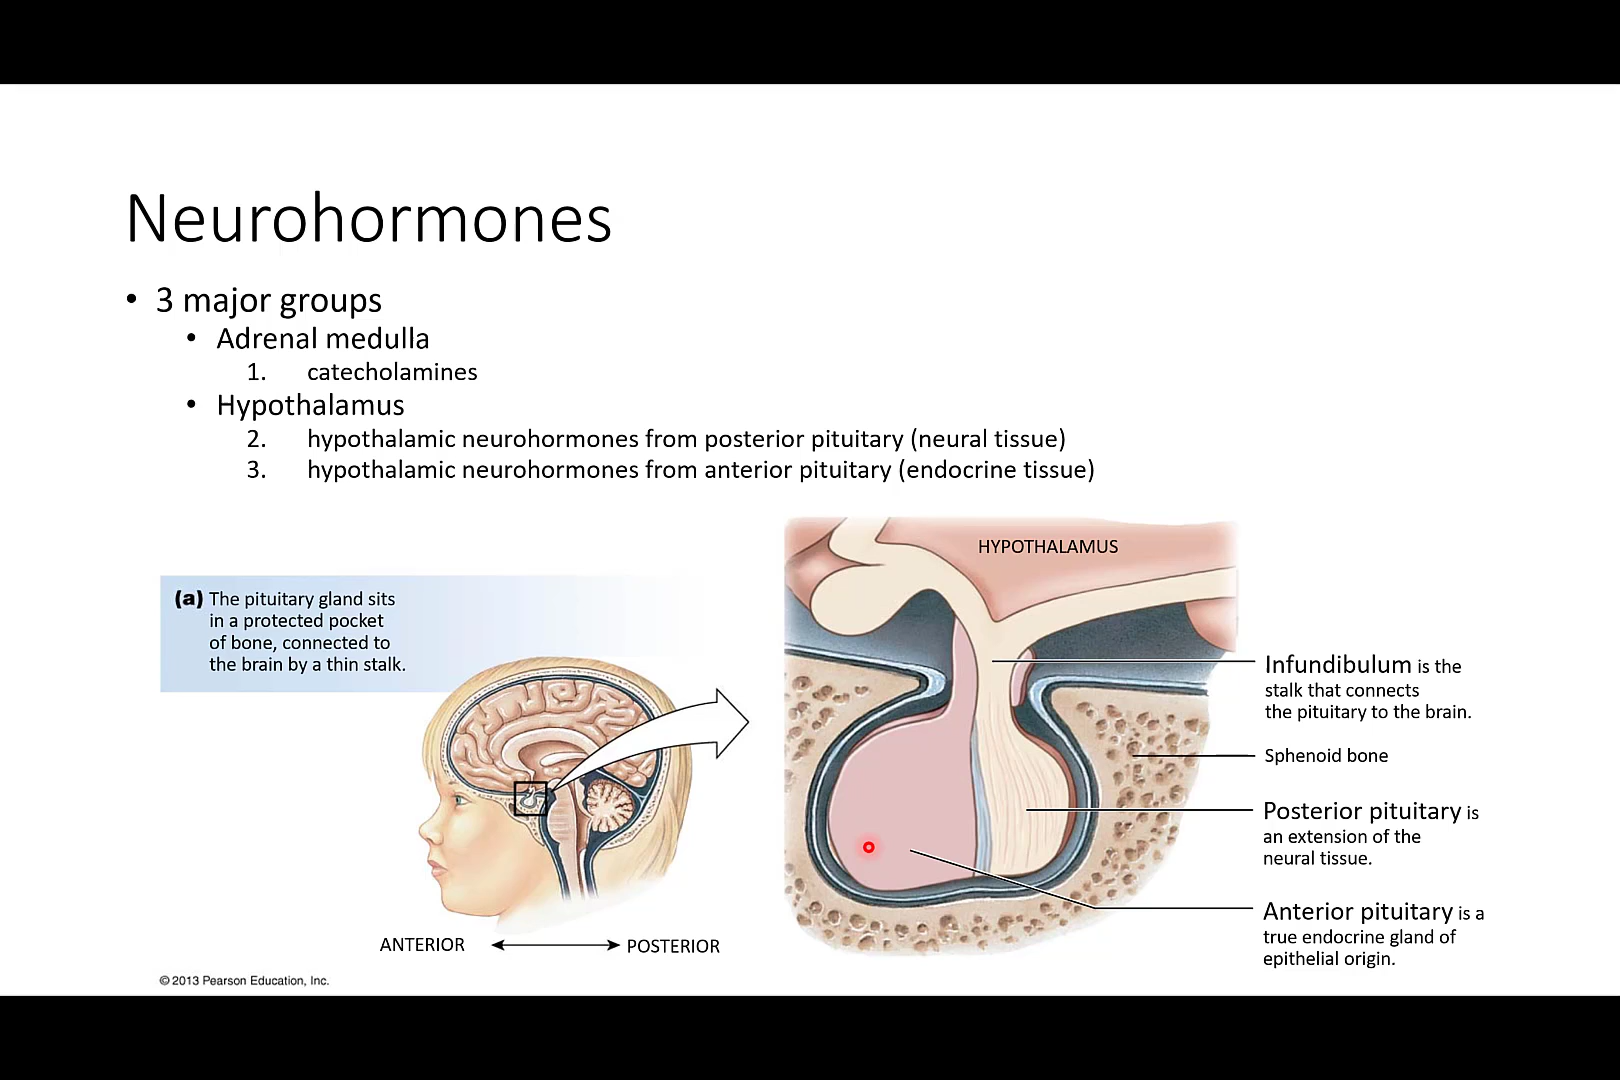 Neurohormones
• 3 major groups
• Adrenal medulla
1. catecholamines
• Hypothalamus
2. hypothalamic neurohormones from posterior pituitary (neural tissue)
3. hypothalamic neurohormones from anterior pituitary (endocrine tissue)
(a) The pituitary gland sits
in a protected pocket
of bone, connected to
the brain by a thin stalk.
ANTERIOR
POSTERIOR
HYPOTHALAMUS
Infundibulum is the
stalk that connects
the pituitary to the brain.
Sphenoid bone
Posterior pituitary is
an extension of the
neural tissue.
Anterior pituitary is a
true endocrine gland of
epithelial origin.
© 2013 Pearson Education, Inc.